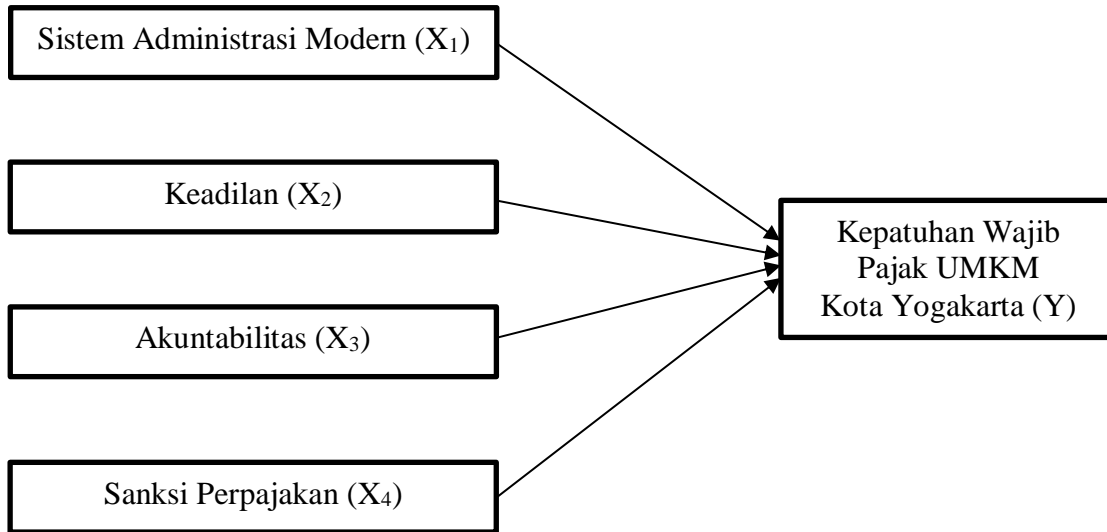 Sistem Administrasi Modern (X₁)
Keadilan (X₂)
Akuntabilitas (X₃)
Sanksi Perpajakan (X₄)
Kepatuhan Wajib
Pajak UMKM
Kota Yogakarta (Y)